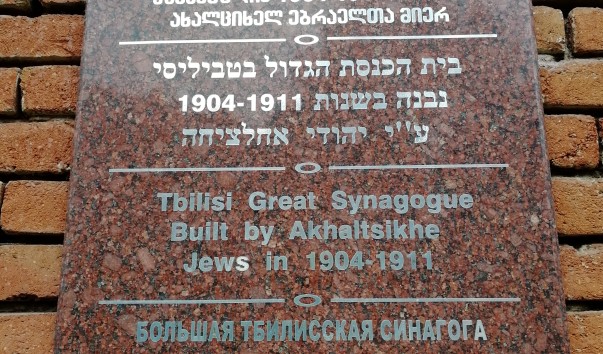 ახალციხელ ებრაელთა მიერ
בית הכנסת הגדול בטביליסי
נבנה בשנות 1904-1911
ע''י יהודי אחלציחה
Tbilisi Great Synagogue
Built by Akhaltsikhe
Jews in 1904-1911
БОЛЬШАЯ ТБИЛИССКАЯ СИНАГОГА